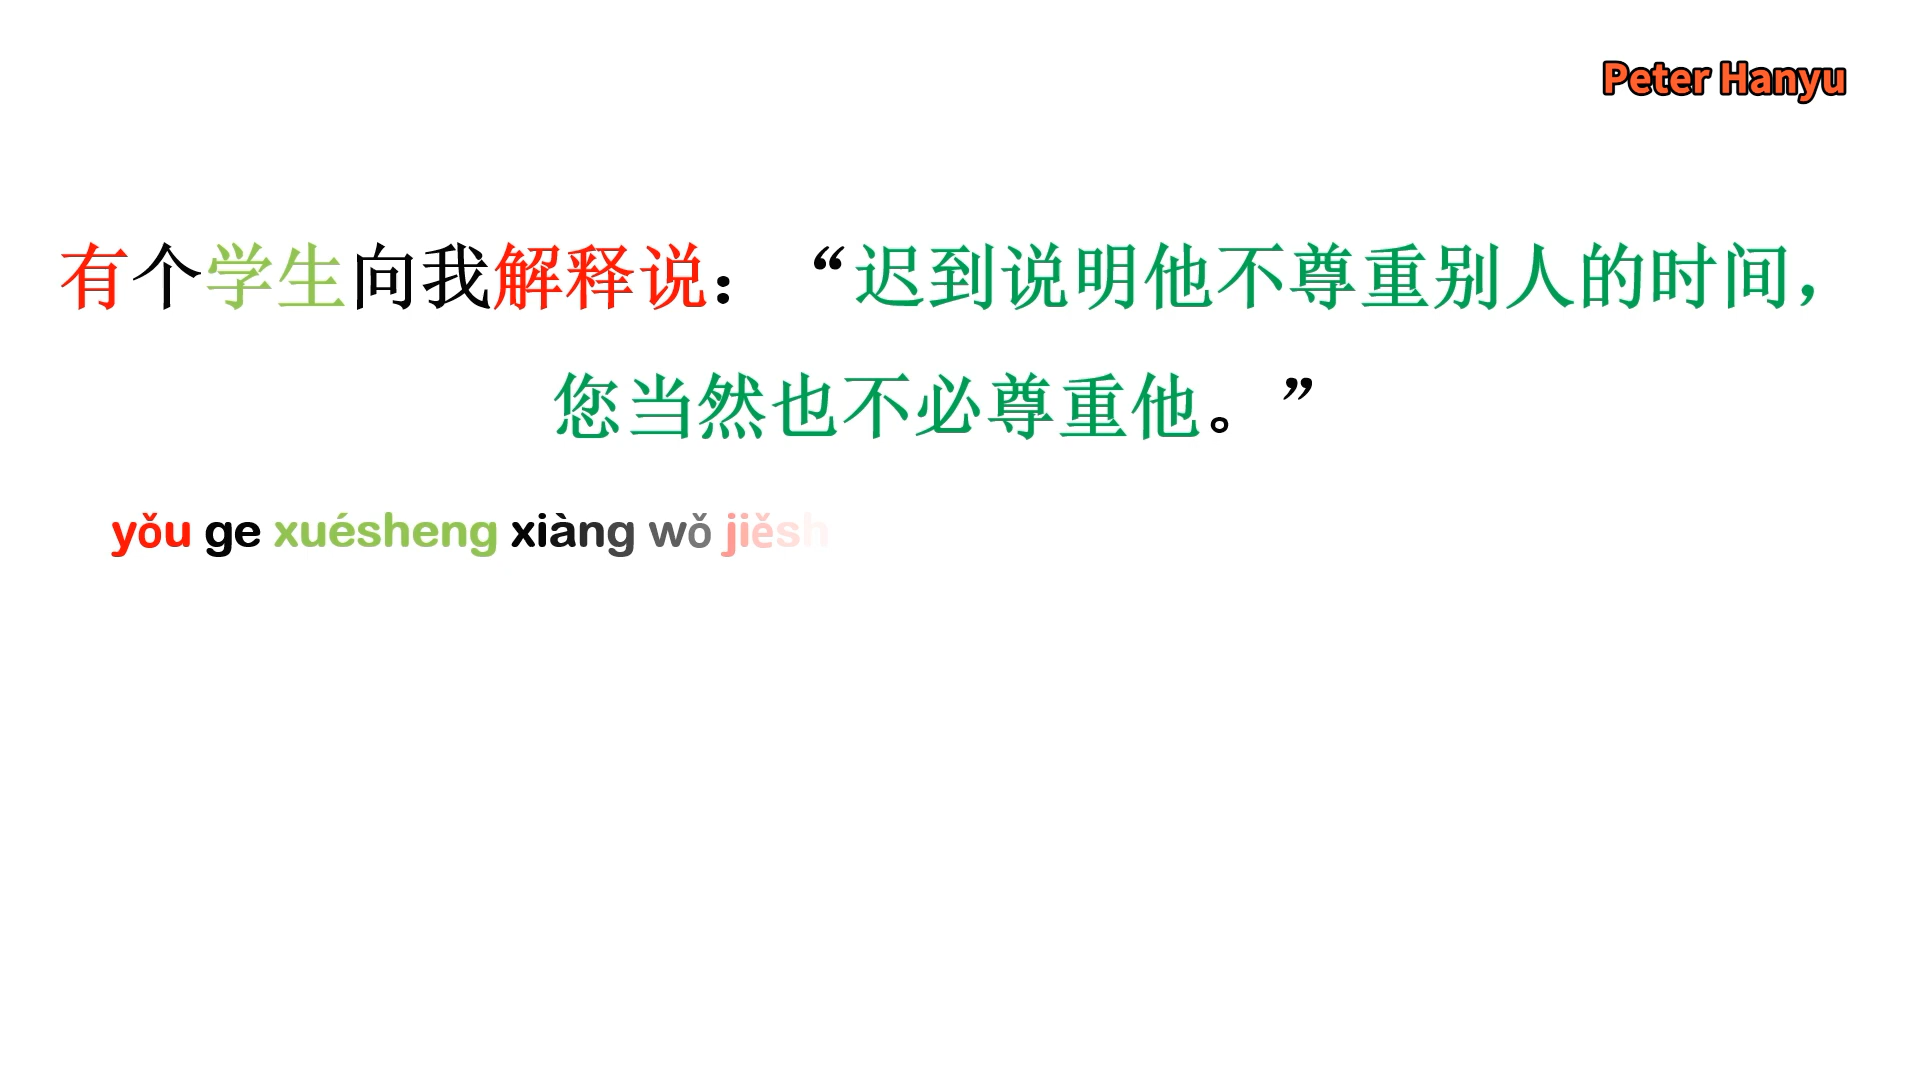 Peter Hanyu
有个学生向我解释说：“迟到说明他不尊重别人的时间，
您当然也不必尊重他。”
yǒu ge xuésheng xiàng wǒ jiěsh